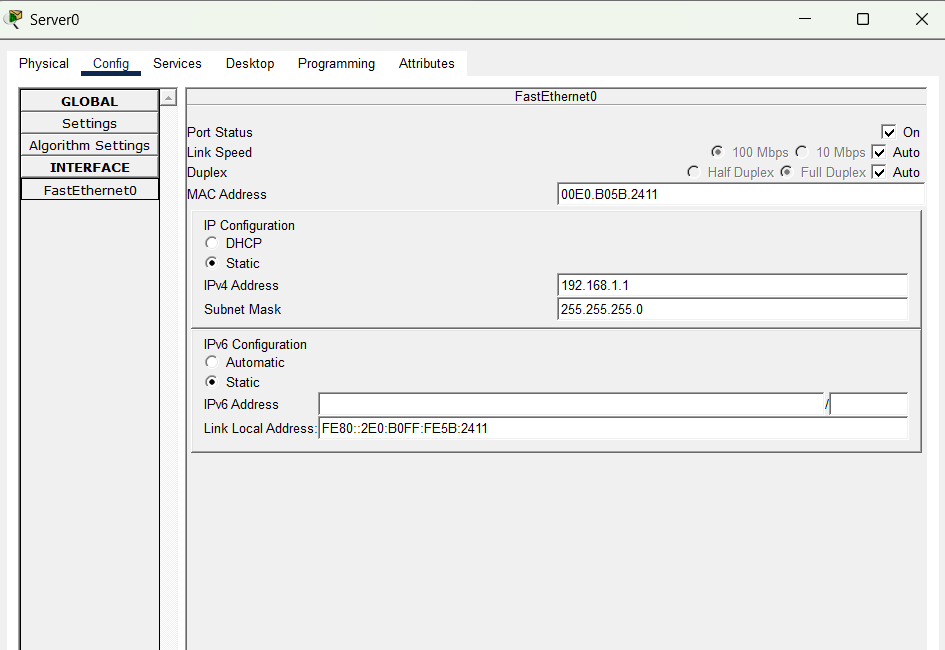 Server0
Physical Config Services Desktop Programming Attributes
GLOBAL
Settings
Algorithm Settings
INTERFACE
FastEthernet0
FastEthernet0
Port Status On
Link Speed 100 Mbps 10 Mbps Auto
Duplex Half Duplex Full Duplex Auto
MAC Address 00E0.B05B.2411
IP Configuration
DHCP
Static
IPv4 Address 192.168.1.1
Subnet Mask 255.255.255.0
IPv6 Configuration
Automatic
Static
IPv6 Address /
Link Local Address: FE80::2E0:B0FF:FE5B:2411